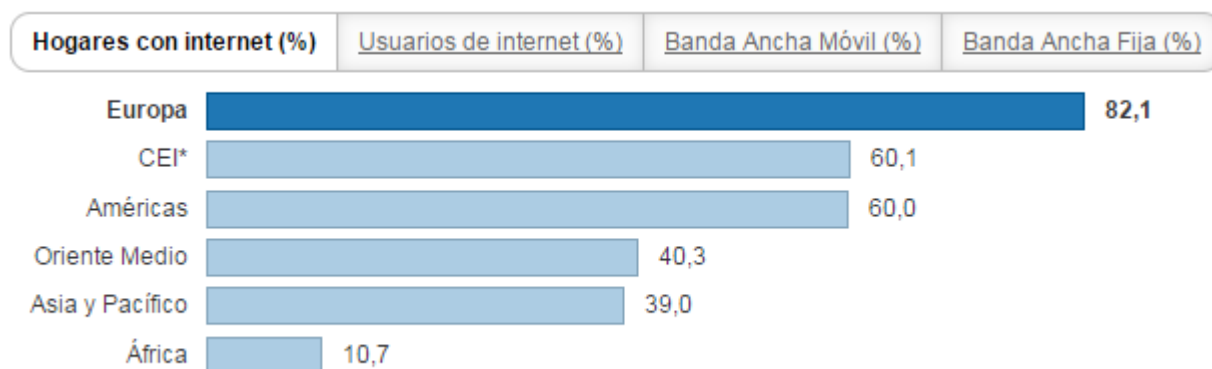 Hogares con internet (%) Usuarios de internet (%) Banda Ancha Móvil (%) Banda Ancha Fija (%)
Europa 82,1
CEI* 60,1
Américas 60,0
Oriente Medio 40,3
Asia y Pacífico 39,0
África 10,7